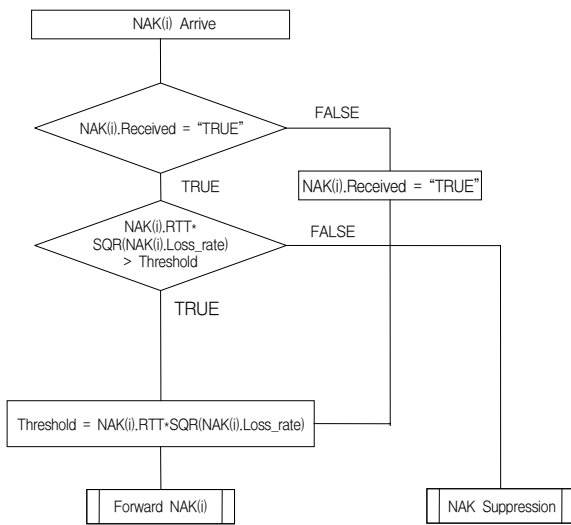 NAK(i) Arrive
NAK(i).Received = “TRUE”
FALSE
TRUE
NAK(i).Received = “TRUE”
NAK(i).RTT*
SQR(NAK(i).Loss_rate)
> Threshold
FALSE
TRUE
Threshold = NAK(i).RTT*SQR(NAK(i).Loss_rate)
Forward NAK(i)
NAK Suppression